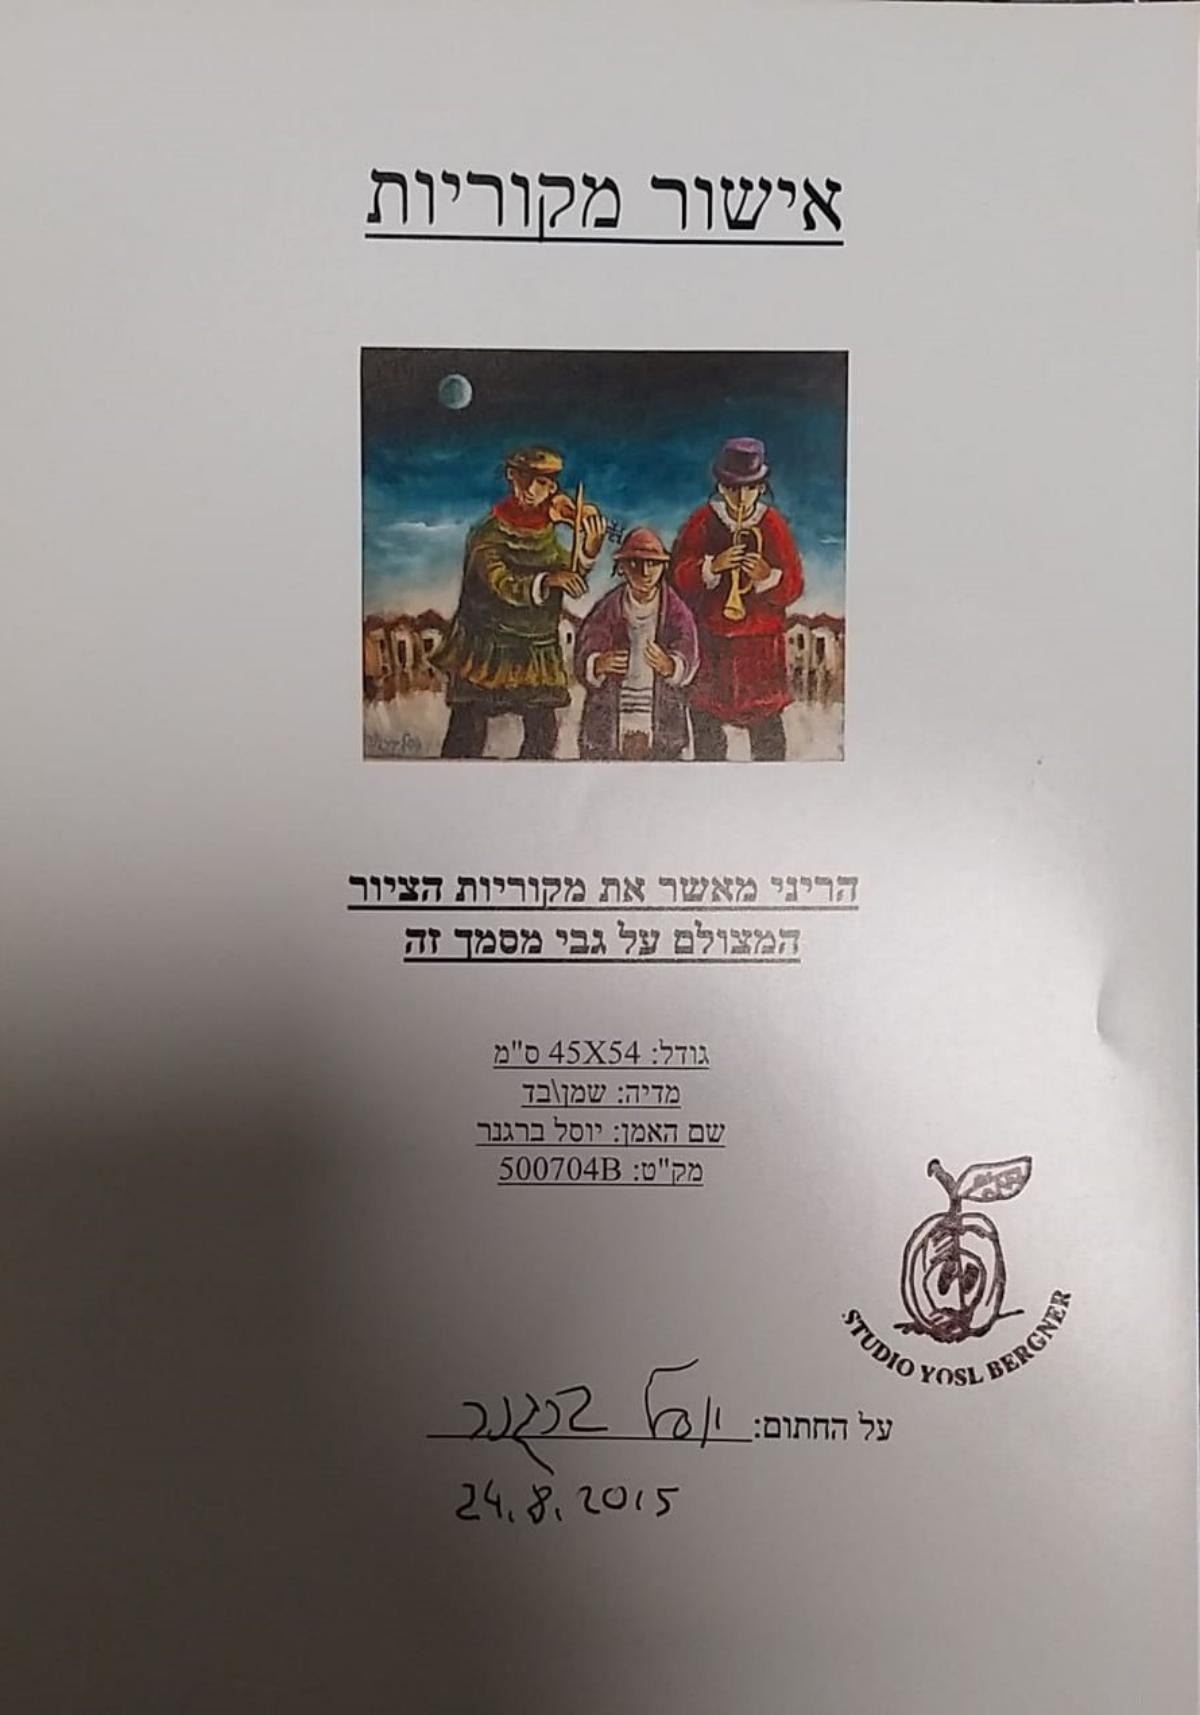 אישור מקוריות
הריני מאשר את מקוריות הציור
המצולם על גבי מסמך זה
גודל: 45X54 ס"מ
מדיה: שמן\בד
שם האמן: יוסל ברגנר
מק"ט: 500704B
STUDIO YOSL BERGNER
על החתום: יוסל ברגנר
24.8.2015